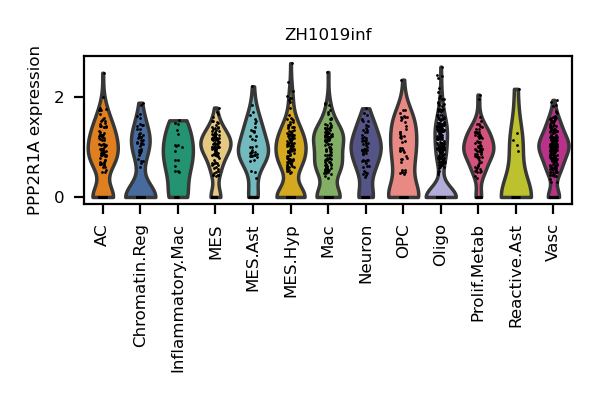 ZH1019inf
PPP2R1A expression
2
0
AC
Chromatin.Reg
Inflammatory.Mac
MES
MES.Ast
MES.Hyp
Mac
Neuron
OPC
Oligo
Prolif.Metab
Reactive.Ast
Vasc